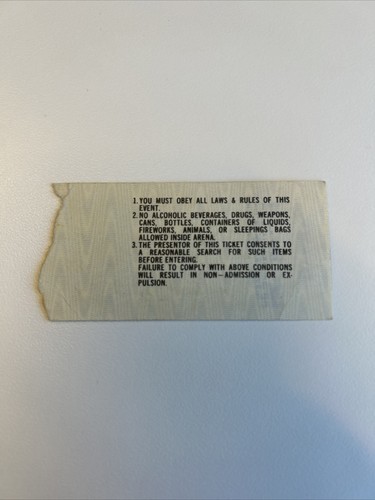 1. YOU MUST OBEY ALL LAWS & RULES OF THIS
EVENT.
2. NO ALCOHOLIC BEVERAGES, DRUGS, WEAPONS,
CANS, BOTTLES, CONTAINERS OF LIQUIDS,
FIREWORKS, ANIMALS, OR SLEEPINGS BAGS
ALLOWED INSIDE ARENA.
3. THE PRESENTOR OF THIS TICKET CONSENTS TO
A REASONABLE SEARCH FOR SUCH ITEMS
BEFORE ENTERING.
FAILURE TO COMPLY WITH ABOVE CONDITIONS
WILL RESULT IN NON-ADMISSION OR EX-
PULSION.